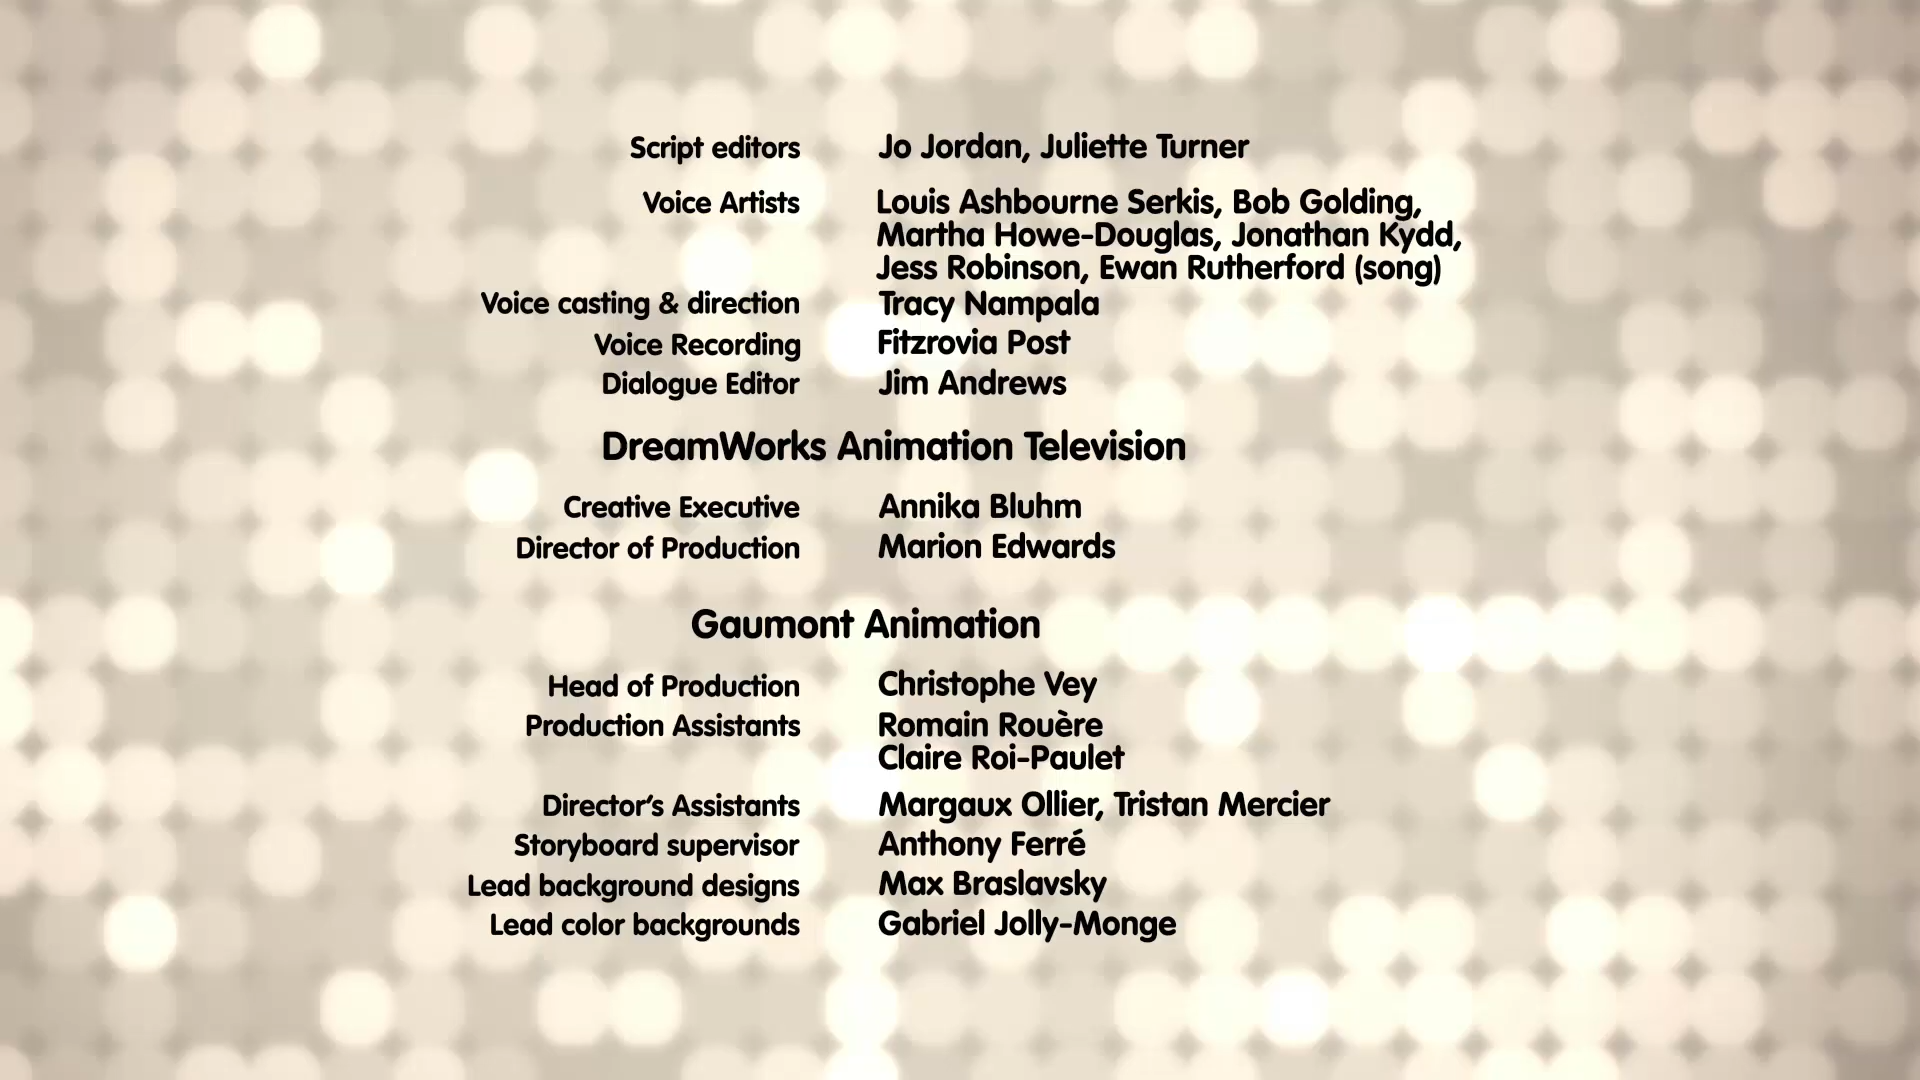 Script editors Jo Jordan, Juliette Turner
Voice Artists Louis Ashbourne Serkis, Bob Golding,
Martha Howe-Douglas, Jonathan Kydd,
Jess Robinson, Ewan Rutherford (song)
Voice casting & direction Tracy Nampala
Voice Recording Fitzrovia Post
Dialogue Editor Jim Andrews
DreamWorks Animation Television
Creative Executive Annika Bluhm
Director of Production Marion Edwards
Gaumont Animation
Head of Production Christophe Vey
Production Assistants Romain Rouère
Claire Roi-Paulet
Director's Assistants Margaux Ollier, Tristan Mercier
Storyboard supervisor Anthony Ferré
Lead background designs Max Braslavsky
Lead color backgrounds Gabriel Jolly-Monge